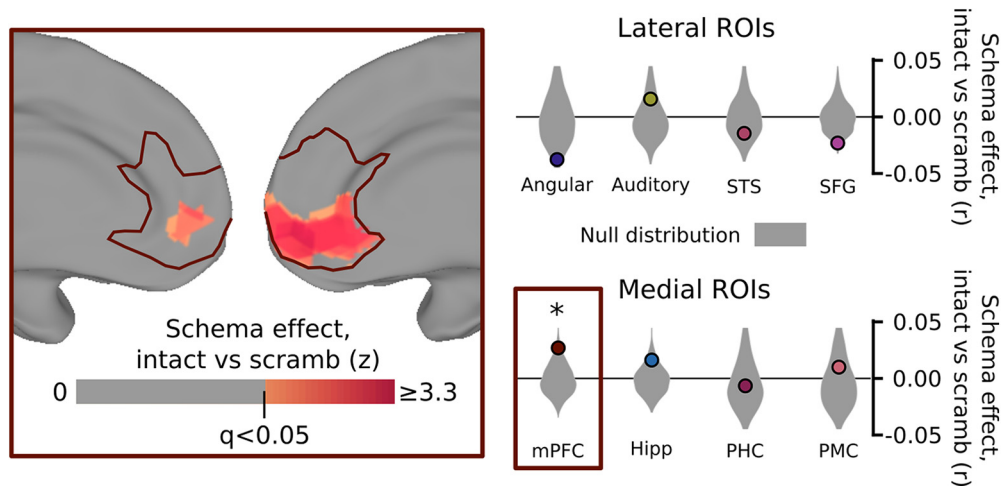 Schema effect,
intact vs scramb (z)
0
≥3.3
q<0.05
Lateral ROIs
0.05
0.00
-0.05
Schema effect,
intact vs scramb (r)
Angular
Auditory
STS
SFG
Null distribution
Medial ROIs
*
0.05
0.00
-0.05
Schema effect,
intact vs scramb (r)
mPFC
Hipp
PHC
PMC